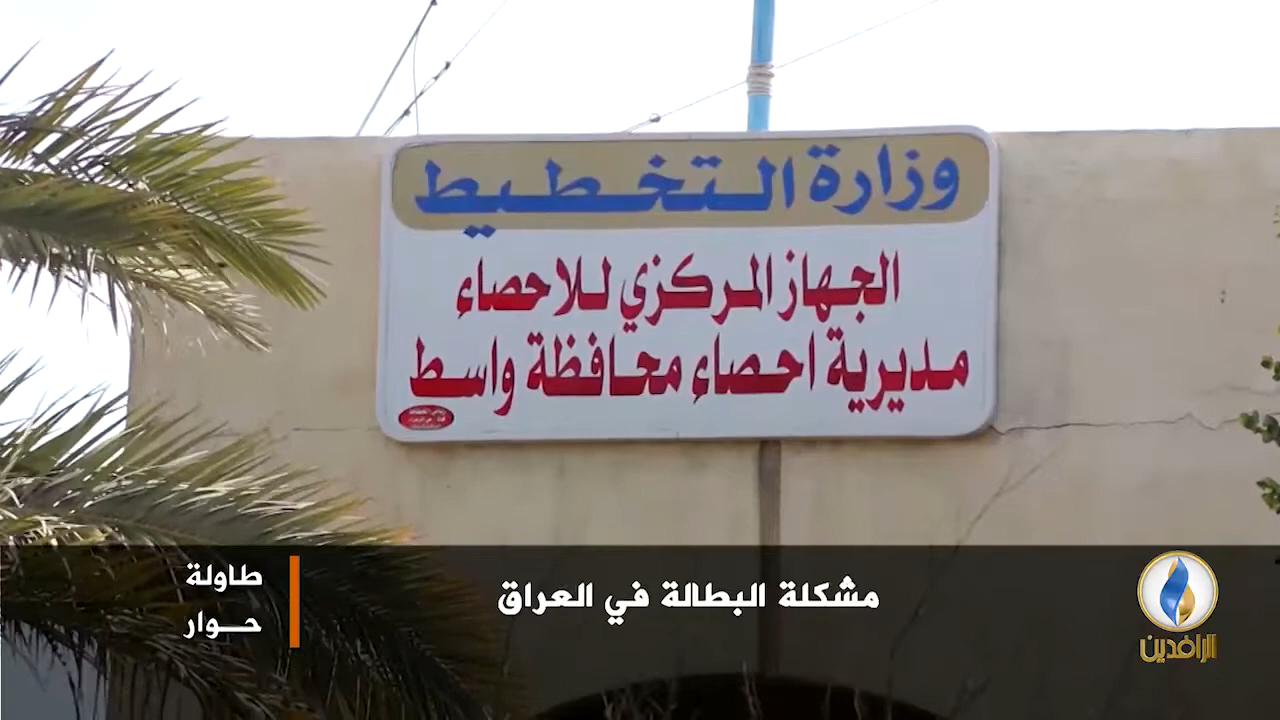 وزارة التخطيط
الجهاز المركزي للاحصاء
مديرية احصاء محافظة واسط
مشكلة البطالة في العراق
طاولة
حوار
الرافدين